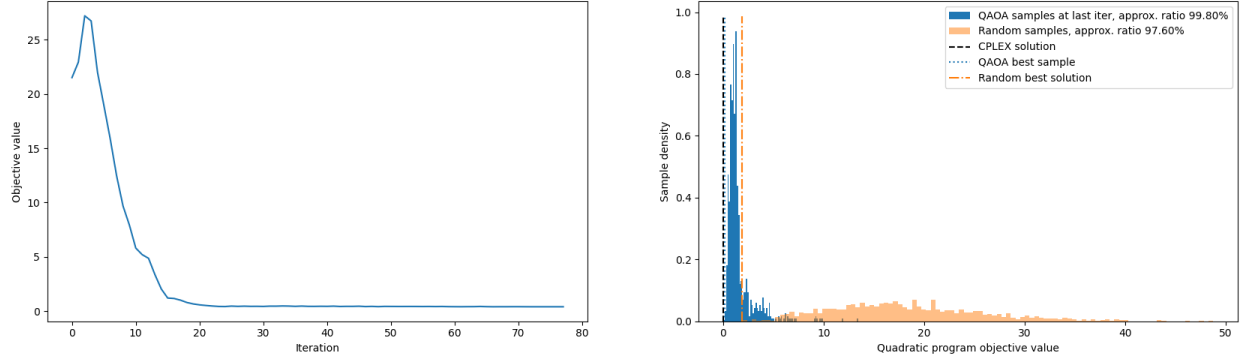 25
20
15
10
5
0
Objective value
0 10 20 30 40 50 60 70 80
Iteration
1.0
0.8
0.6
0.4
0.2
0.0
Sample density
QAOA samples at last iter, approx. ratio 99.80%
Random samples, approx. ratio 97.60%
CPLEX solution
QAOA best sample
Random best solution
0 10 20 30 40 50
Quadratic program objective value